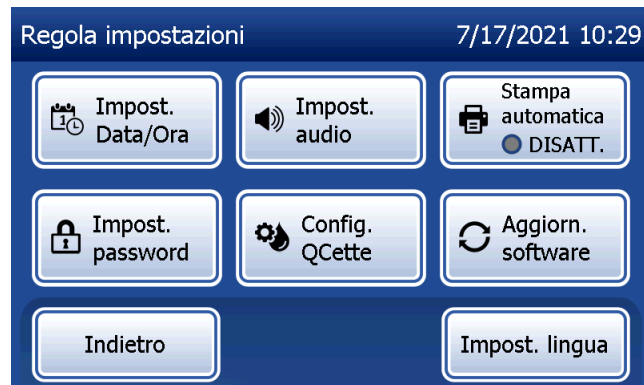 Regola impostazioni 7/17/2021 10:29
Impost.
Data/Ora
Impost.
audio
Stampa
automatica
DISATT.
Impost.
password
Config.
QCette
Aggiorn.
software
Indietro
Impost. lingua